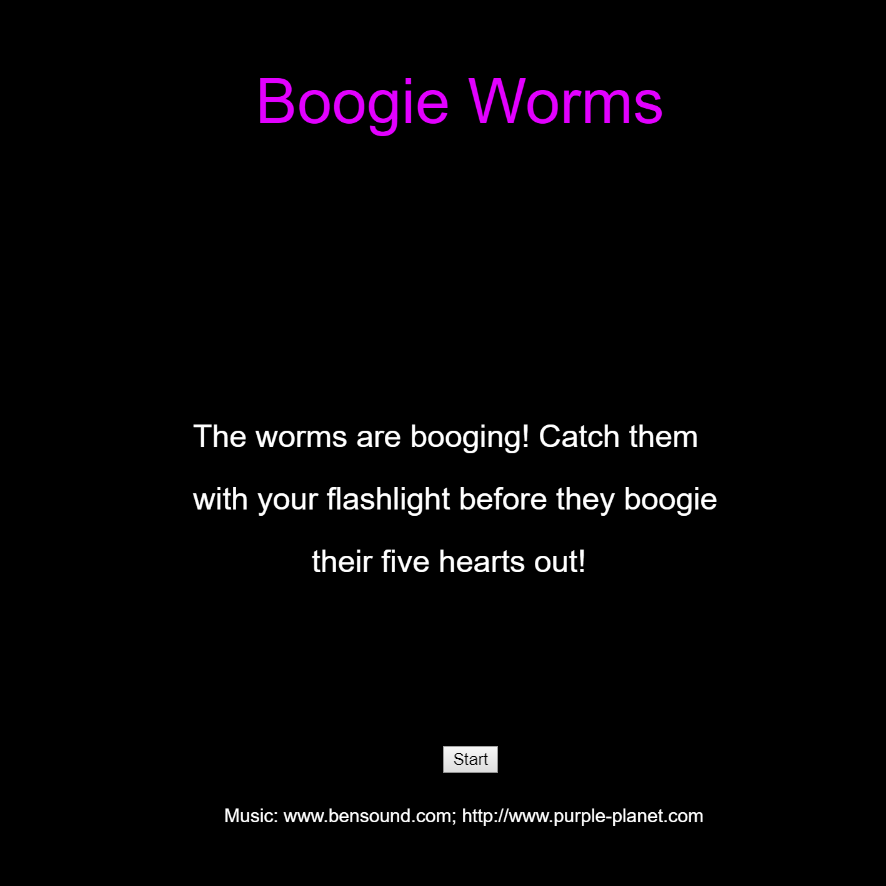 Boogie Worms
The worms are booging! Catch them
with your flashlight before they boogie
their five hearts out!
Start
Music: www.bensound.com; http://www.purple-planet.com